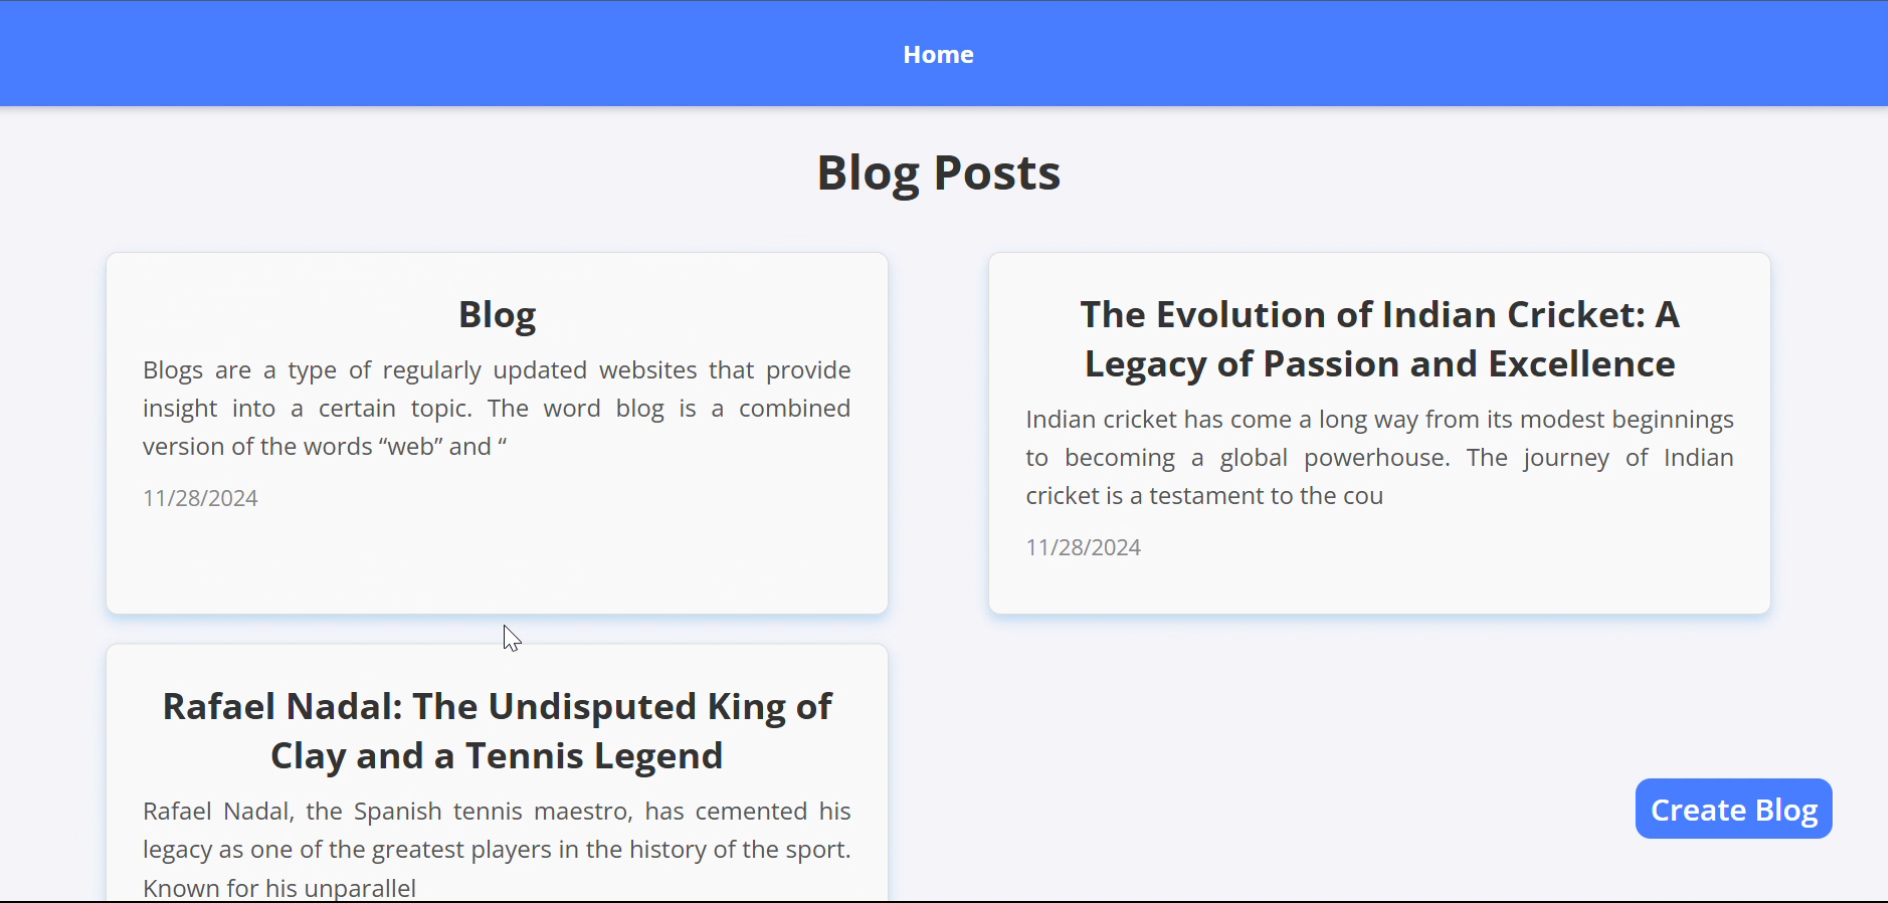 Home
Blog Posts
Blog
Blogs are a type of regularly updated websites that provide
insight into a certain topic. The word blog is a combined
version of the words “web” and “
11/28/2024
The Evolution of Indian Cricket: A
Legacy of Passion and Excellence
Indian cricket has come a long way from its modest beginnings
to becoming a global powerhouse. The journey of Indian
cricket is a testament to the cou
11/28/2024
Rafael Nadal: The Undisputed King of
Clay and a Tennis Legend
Rafael Nadal, the Spanish tennis maestro, has cemented his
legacy as one of the greatest players in the history of the sport.
Known for his unparallel
Create Blog